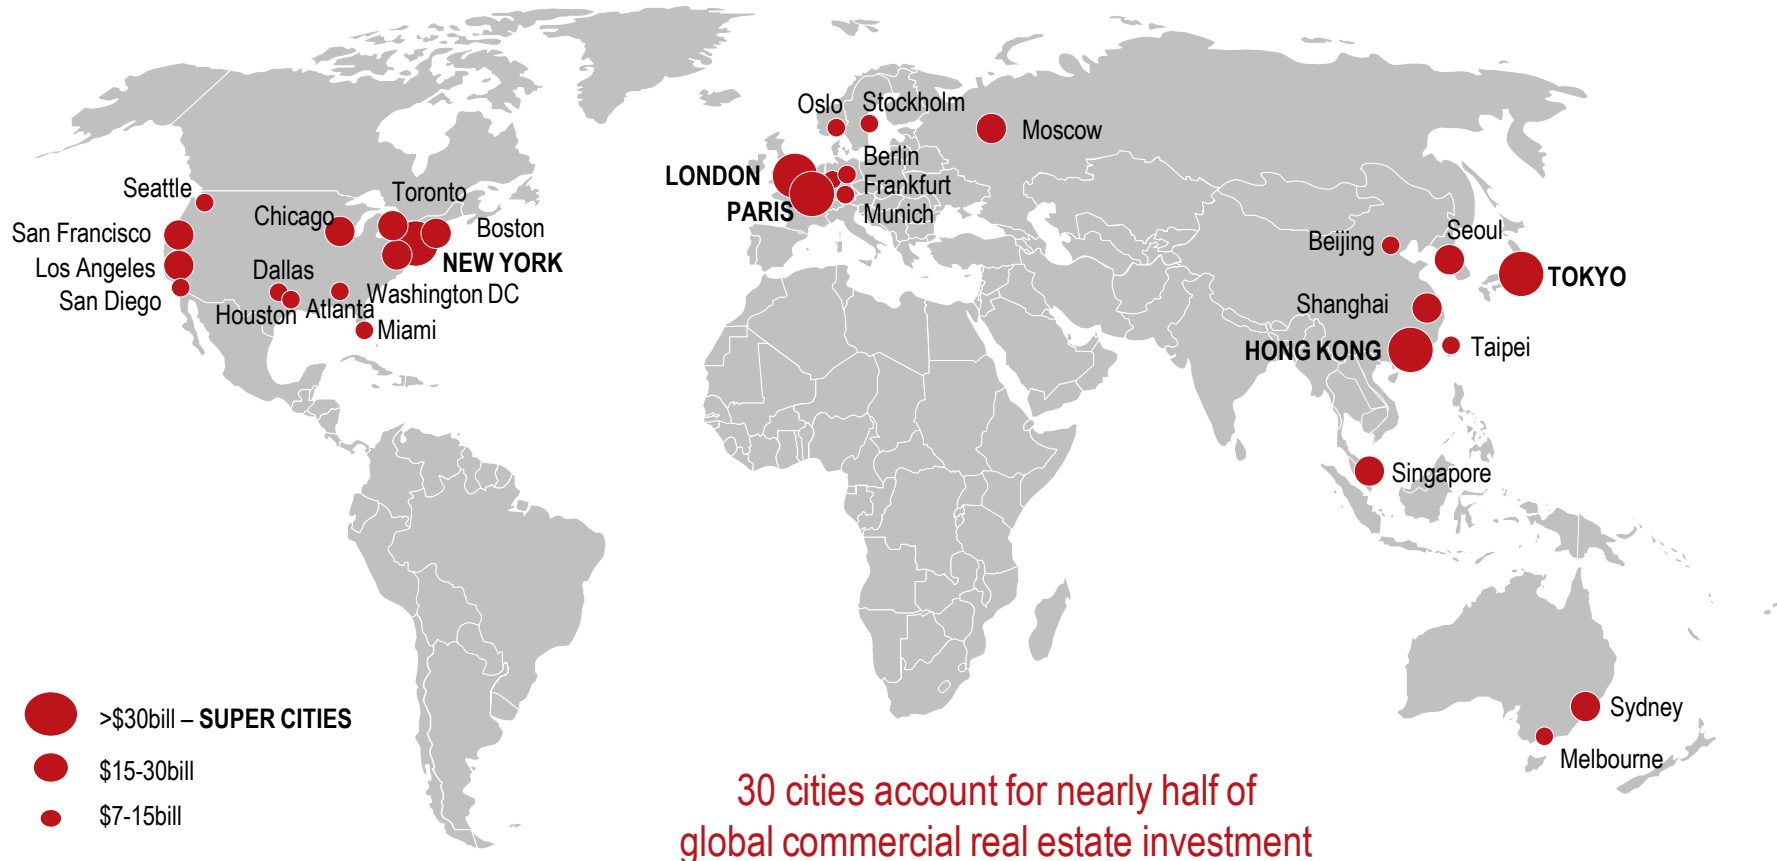 Oslo
Stockholm
Moscow
Berlin
LONDON
Frankfurt
PARIS
Munich
Seattle
Toronto
Chicago
San Francisco
Boston
Los Angeles
NEW YORK
Dallas
San Diego
Washington DC
Houston
Atlanta
Miami
Beijing
Seoul
TOKYO
Shanghai
HONG KONG
Taipei
Singapore
Sydney
Melbourne
>$30bill – SUPER CITIES
$15-30bill
$7-15bill
30 cities account for nearly half of
global commercial real estate investment